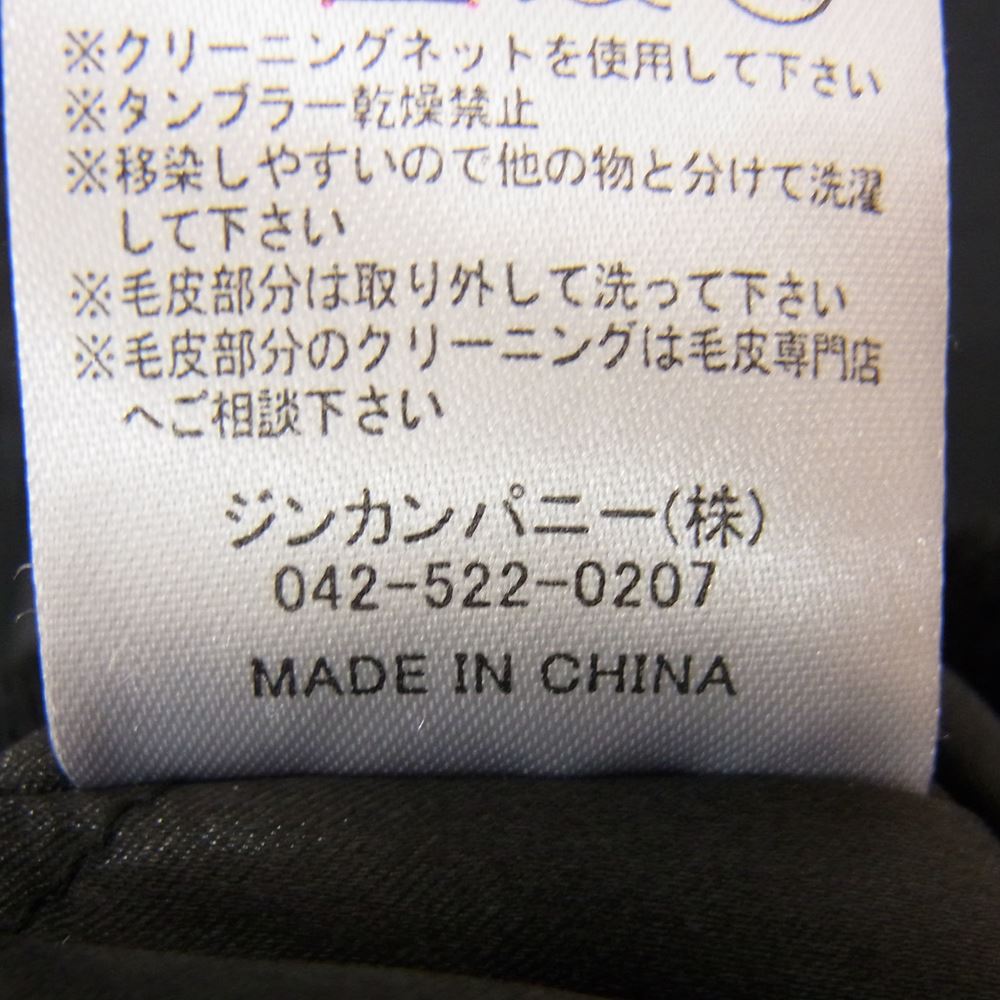 ※クリーニングネットを使用して下さい
※タンブラー乾燥禁止
※移染しやすいので他の物と分けて洗濯
して下さい
※毛皮部分は取り外して洗って下さい
※毛皮部分のクリーニングは毛皮専門店
へご相談下さい
ジンカンパニー(株)
042-522-0207
MADE IN CHINA